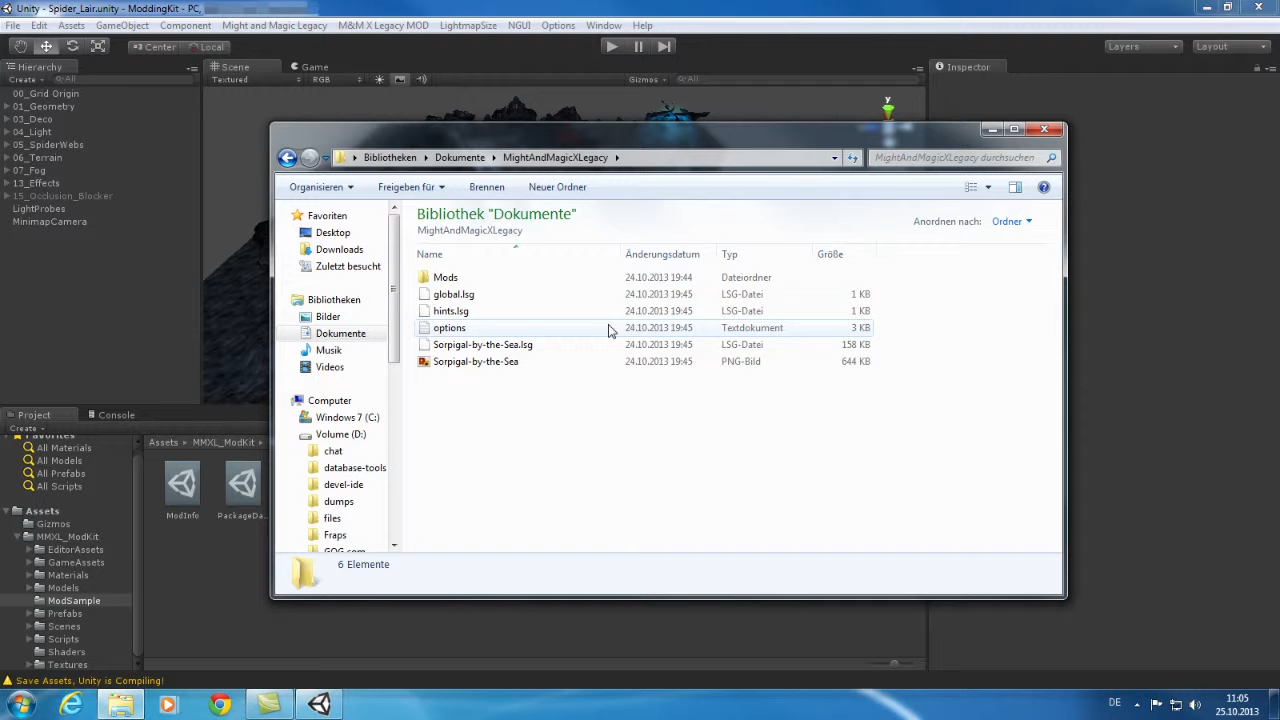 Unity - Spider_Lair.unity - ModdingKit - PC,
File Edit Assets GameObject Component Might and Magic Legacy M&M X Legacy MOD LightmapSize NGUI Options Window Help
Center Local Layers Layout
Hierarchy Scene Game Inspector
Create All Textured RGB Gizmos All
00_Grid Origin
01_Geometry
03_Deco
04_Light
05_SpiderWebs
06_Terrain
07_Fog
13_Effects
15_Occlusion_Blocker
LightProbes
MinimapCamera
y
Bibliotheken Dokumente MightAndMagicXLegacy
MightAndMagicXLegacy durchsuchen
Organisieren Freigeben für Brennen Neuer Ordner
Favoriten
Desktop
Downloads
Zuletzt besucht
Bibliotheken
Bilder
Dokumente
Musik
Videos
Computer
Windows 7 (C:)
Volume (D:)
chat
database-tools
devel-ide
dumps
files
Fraps
GOG.com
Bibliothek "Dokumente"
MightAndMagicXLegacy
Anordnen nach: Ordner
Name Änderungsdatum Typ Größe
Mods 24.10.2013 19:44 Dateiordner
global.lsg 24.10.2013 19:45 LSG-Datei 1 KB
hints.lsg 24.10.2013 19:45 LSG-Datei 1 KB
options 24.10.2013 19:45 Textdokument 3 KB
Sorpigal-by-the-Sea.lsg 24.10.2013 19:45 LSG-Datei 158 KB
Sorpigal-by-the-Sea 24.10.2013 19:45 PNG-Bild 644 KB
6 Elemente
Project Console
Create
Favorites
All Materials
All Models
All Prefabs
All Scripts
Assets
Gizmos
MMXL_ModKit
EditorAssets
GameAssets
Materials
Models
ModSample
Prefabs
Scenes
Scripts
Shaders
Textures
Assets MMXL_ModKit
ModInfo PackageDa...
Save Assets, Unity is Compiling!
DE
11:05
25.10.2013